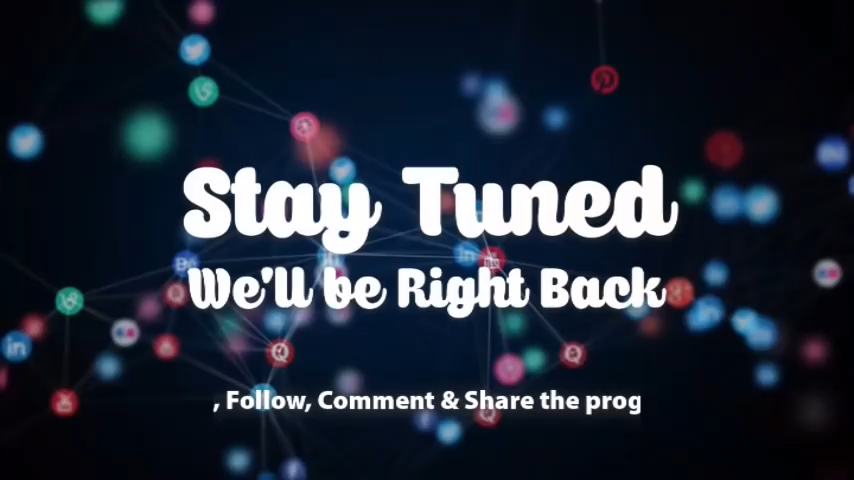 Stay Tuned
We'll be Right Back
, Follow, Comment & Share the prog